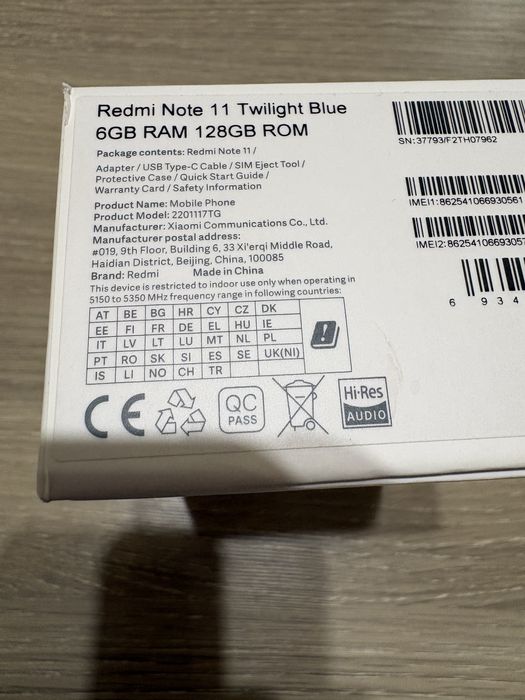 Redmi Note 11 Twilight Blue
6GB RAM 128GB ROM
Package contents: Redmi Note 11 /
Adapter / USB Type-C Cable / SIM Eject Tool /
Protective Case / Quick Start Guide /
Warranty Card / Safety Information
Product Name: Mobile Phone
Product Model: 2201117TG
Manufacturer: Xiaomi Communications Co., Ltd.
Manufacturer postal address:
#019, 9th Floor, Building 6, 33 Xi'erqi Middle Road,
Haidian District, Beijing, China, 100085
Brand: Redmi Made in China
This device is restricted to indoor use only when operating in
5150 to 5350 MHz frequency range in following countries:
AT BE BG HR CY CZ DK
EE FI FR DE EL HU IE
IT LV LT LU MT NL PL
PT RO SK SI ES SE UK(NI)
IS LI NO CH TR
CE
QC
PASS
Hi-Res
AUDIO
SN:37793/F2TH07962
IMEI1:862541066930561
IMEI2:86254106693057
6 934